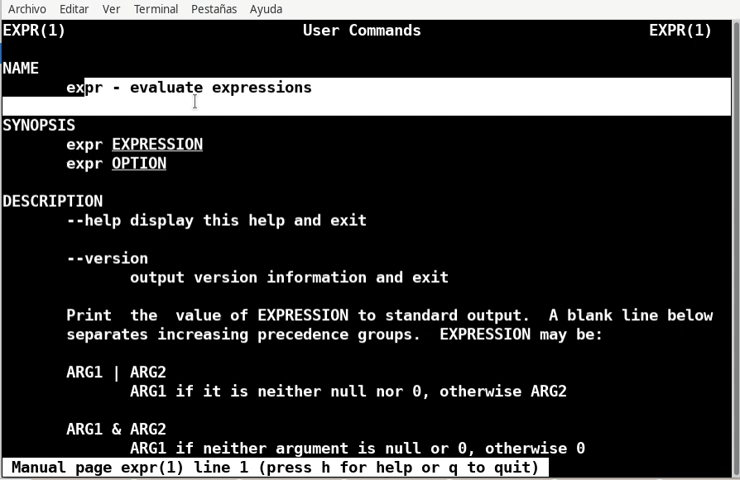 Archivo Editar Ver Terminal Pestañas Ayuda
EXPR(1) User Commands EXPR(1)
NAME
expr - evaluate expressions
SYNOPSIS
expr EXPRESSION
expr OPTION
DESCRIPTION
--help display this help and exit
--version
output version information and exit
Print the value of EXPRESSION to standard output. A blank line below
separates increasing precedence groups. EXPRESSION may be:
ARG1 | ARG2
ARG1 if it is neither null nor 0, otherwise ARG2
ARG1 & ARG2
ARG1 if neither argument is null or 0, otherwise 0
Manual page expr(1) line 1 (press h for help or q to quit)